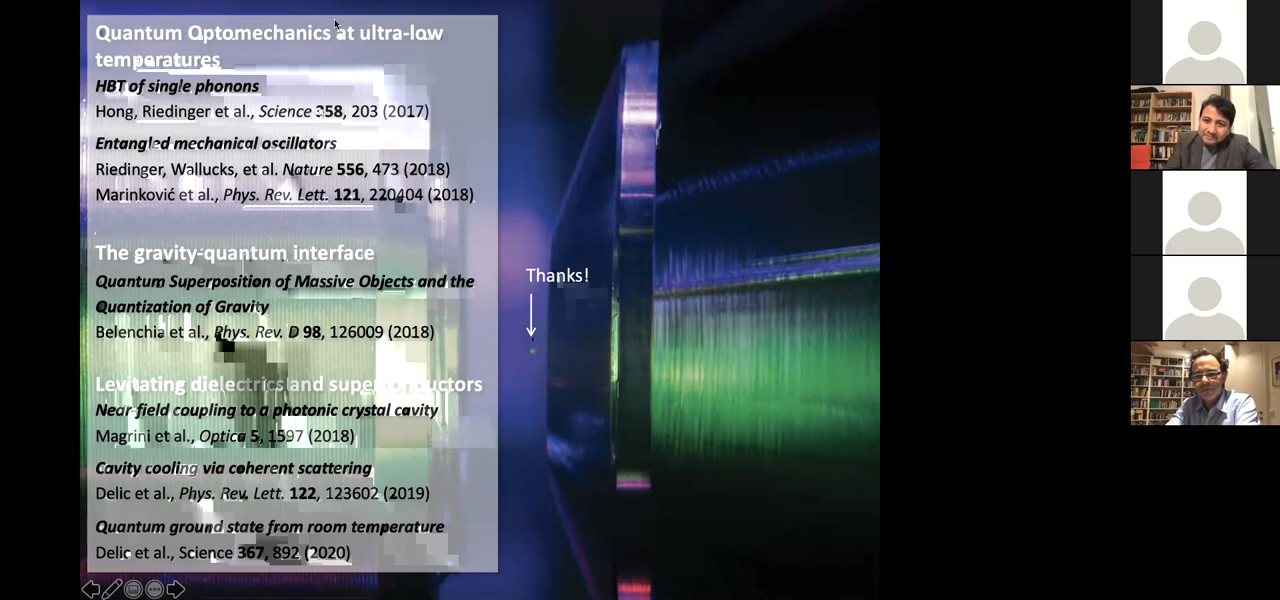 Quantum Optomechanics at ultra-low
temperatures
HBT of single phonons
Hong, Riedinger et al., Science 358, 203 (2017)
Entangled mechanical oscillators
Riedinger, Wallucks, et al. Nature 556, 473 (2018)
Marinković et al., Phys. Rev. Lett. 121, 220404 (2018)
The gravity-quantum interface
Quantum Superposition of Massive Objects and the
Quantization of Gravity
Belenchia et al., Phys. Rev. D 98, 126009 (2018)
Levitating dielectrics and superconductors
Near-field coupling to a photonic crystal cavity
Magrini et al., Optica 5, 1597 (2018)
Cavity cooling via coherent scattering
Delic et al., Phys. Rev. Lett. 122, 123602 (2019)
Quantum ground state from room temperature
Delic et al., Science 367, 892 (2020)
Thanks!